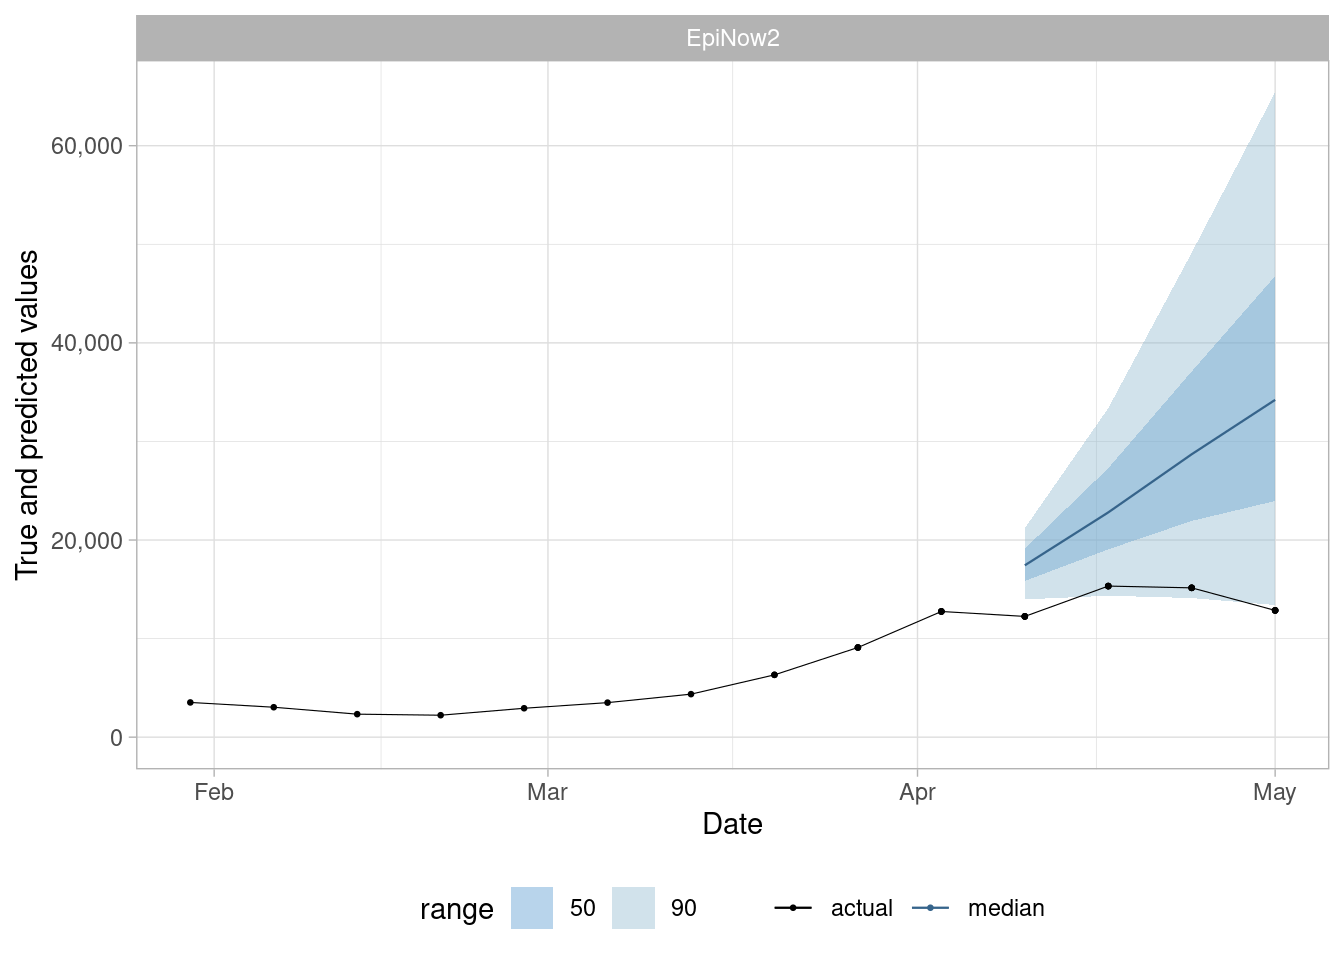 EpiNow2
True and predicted values
60,000
40,000
20,000
0
Feb Mar Apr May
Date
range 50 90 actual median